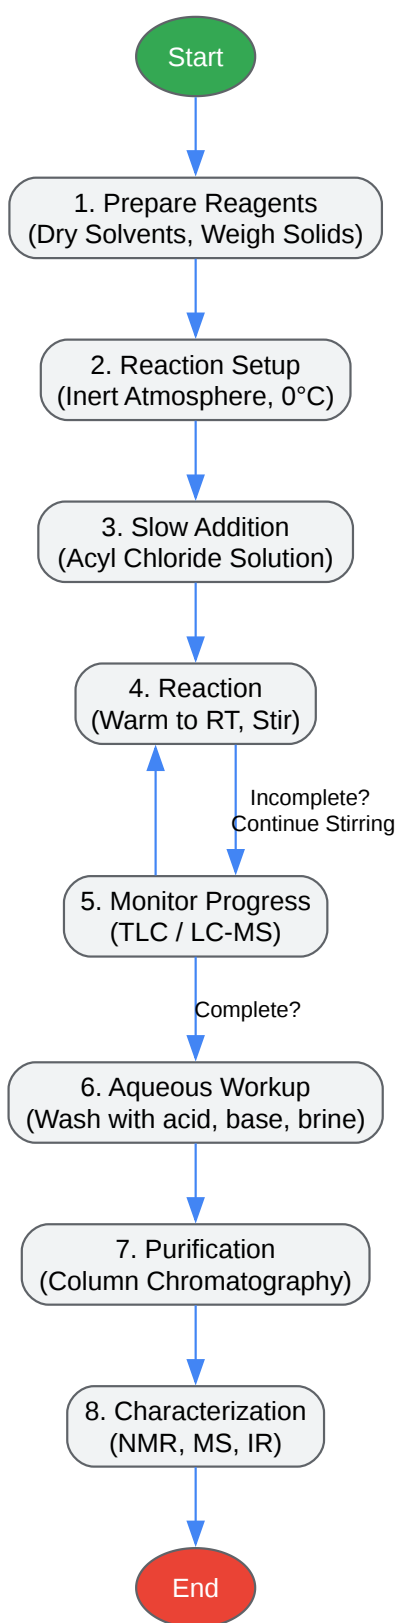 Start
1. Prepare Reagents
(Dry Solvents, Weigh Solids)
2. Reaction Setup
(Inert Atmosphere, 0°C)
3. Slow Addition
(Acyl Chloride Solution)
4. Reaction
(Warm to RT, Stir)
Incomplete?
Continue Stirring
5. Monitor Progress
(TLC / LC-MS)
Complete?
6. Aqueous Workup
(Wash with acid, base, brine)
7. Purification
(Column Chromatography)
8. Characterization
(NMR, MS, IR)
End